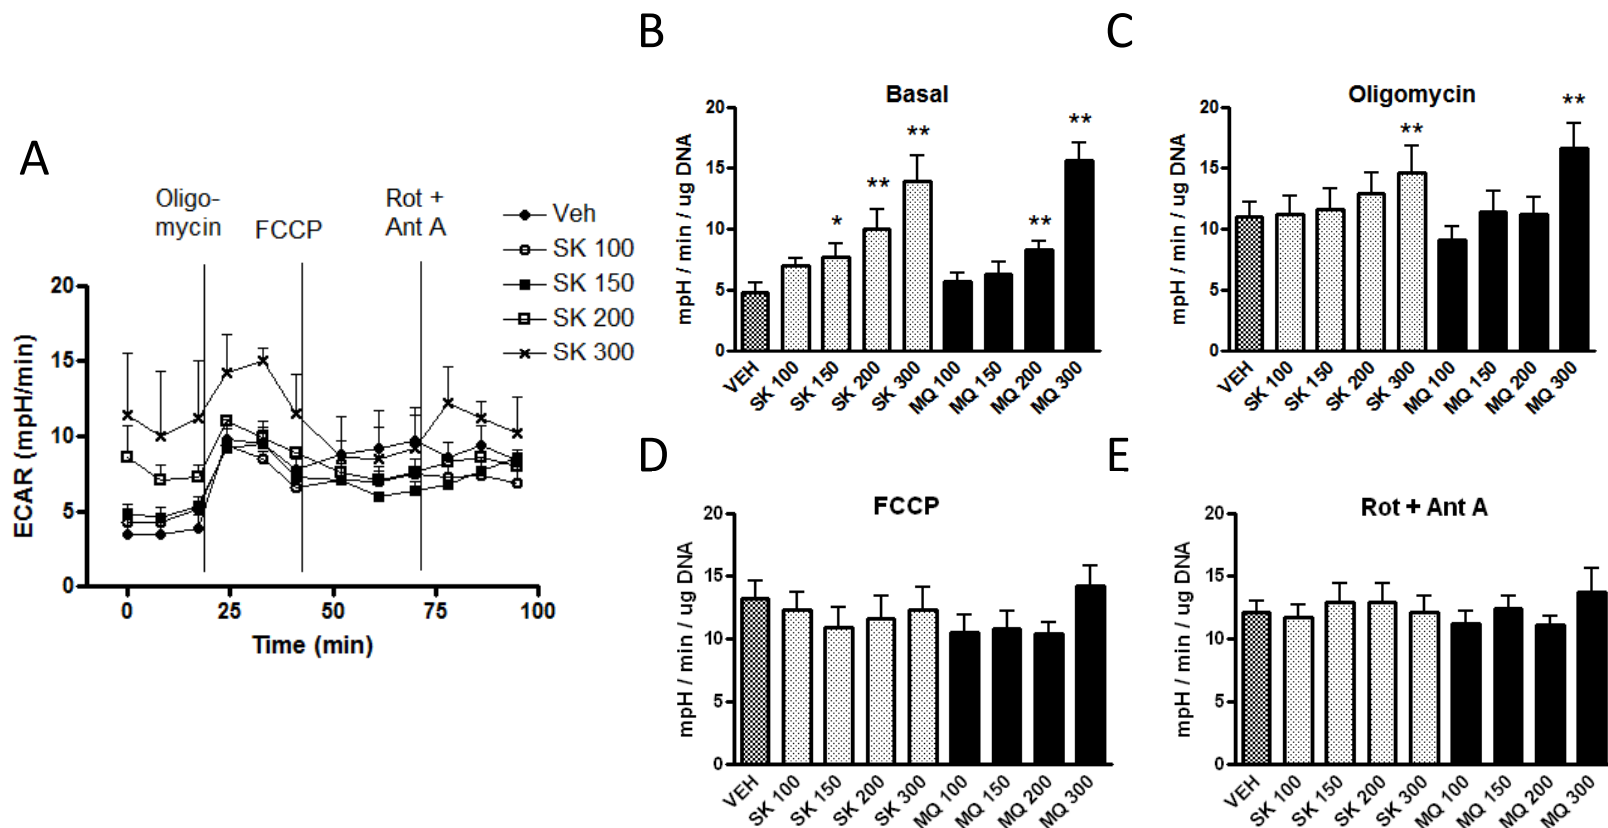 A
Oligo-
mycin
FCCP
Rot +
Ant A
Veh
SK 100
SK 150
SK 200
SK 300
ECAR (mpH/min)
20
15
10
5
0
0 25 50 75 100
Time (min)
B
Basal
mpH / min / ug DNA
20
15
10
5
0
* ** ** ** **
VEH SK 100 SK 150 SK 200 SK 300 MQ 100 MQ 150 MQ 200 MQ 300
C
Oligomycin
mpH / min / ug DNA
20
15
10
5
0
** **
VEH SK 100 SK 150 SK 200 SK 300 MQ 100 MQ 150 MQ 200 MQ 300
D
FCCP
mpH / min / ug DNA
20
15
10
5
0
VEH SK 100 SK 150 SK 200 SK 300 MQ 100 MQ 150 MQ 200 MQ 300
E
Rot + Ant A
mpH / min / ug DNA
20
15
10
5
0
VEH SK 100 SK 150 SK 200 SK 300 MQ 100 MQ 150 MQ 200 MQ 300